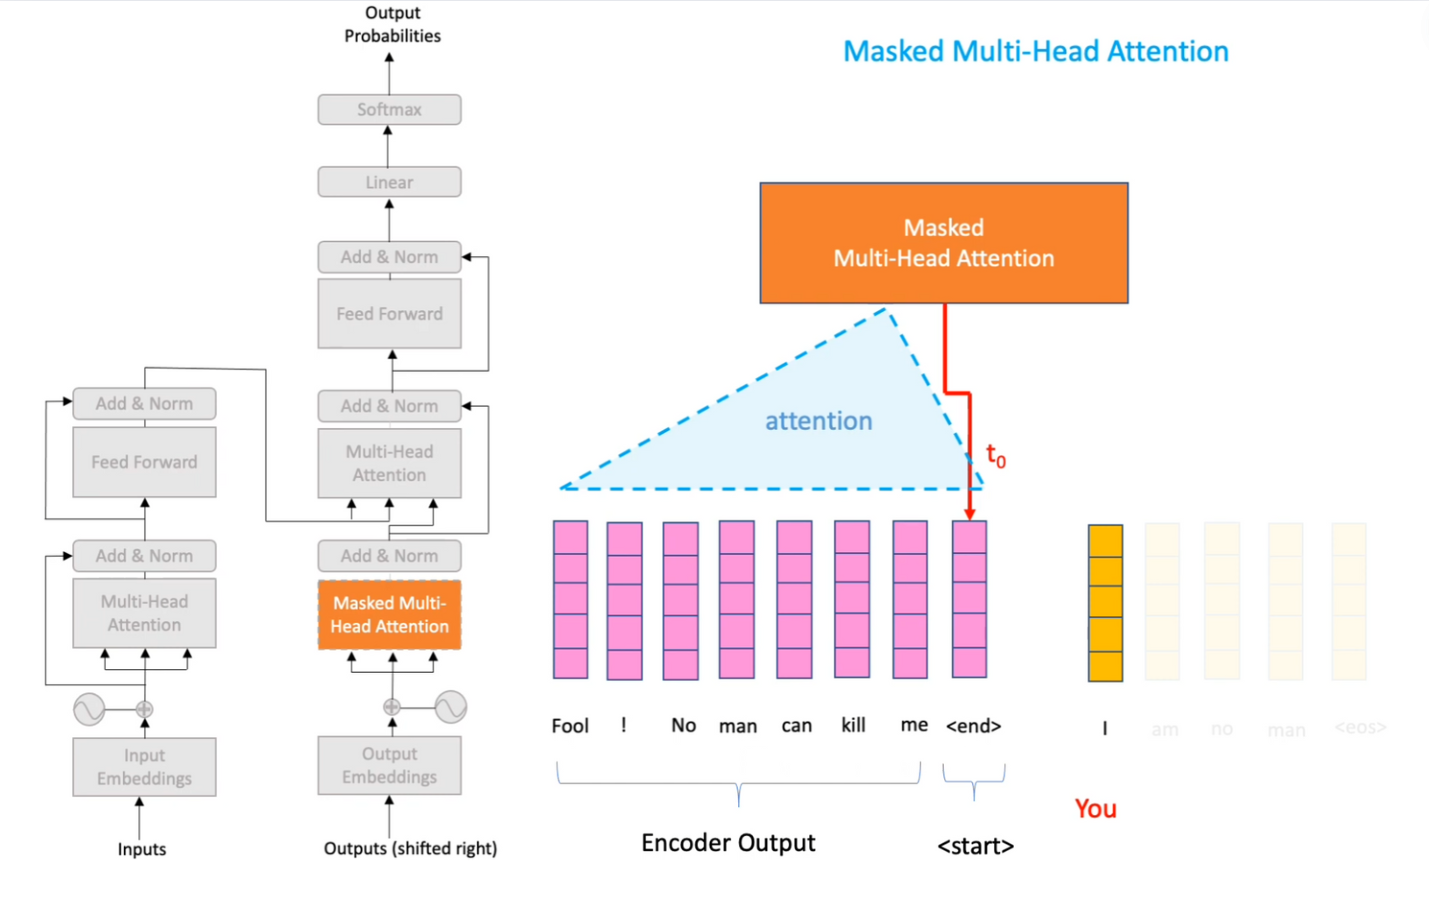 Output
Probabilities
Softmax
Linear
Add & Norm
Feed Forward
Add & Norm
Multi-Head
Attention
Add & Norm
Masked Multi-
Head Attention
Output
Embeddings
Outputs (shifted right)
Add & Norm
Feed Forward
Add & Norm
Multi-Head
Attention
Input
Embeddings
Inputs
Masked Multi-Head Attention
Masked
Multi-Head Attention
attention
t0
Fool ! No man can kill me <end>
I am no man <eos>
You
Encoder Output
<start>